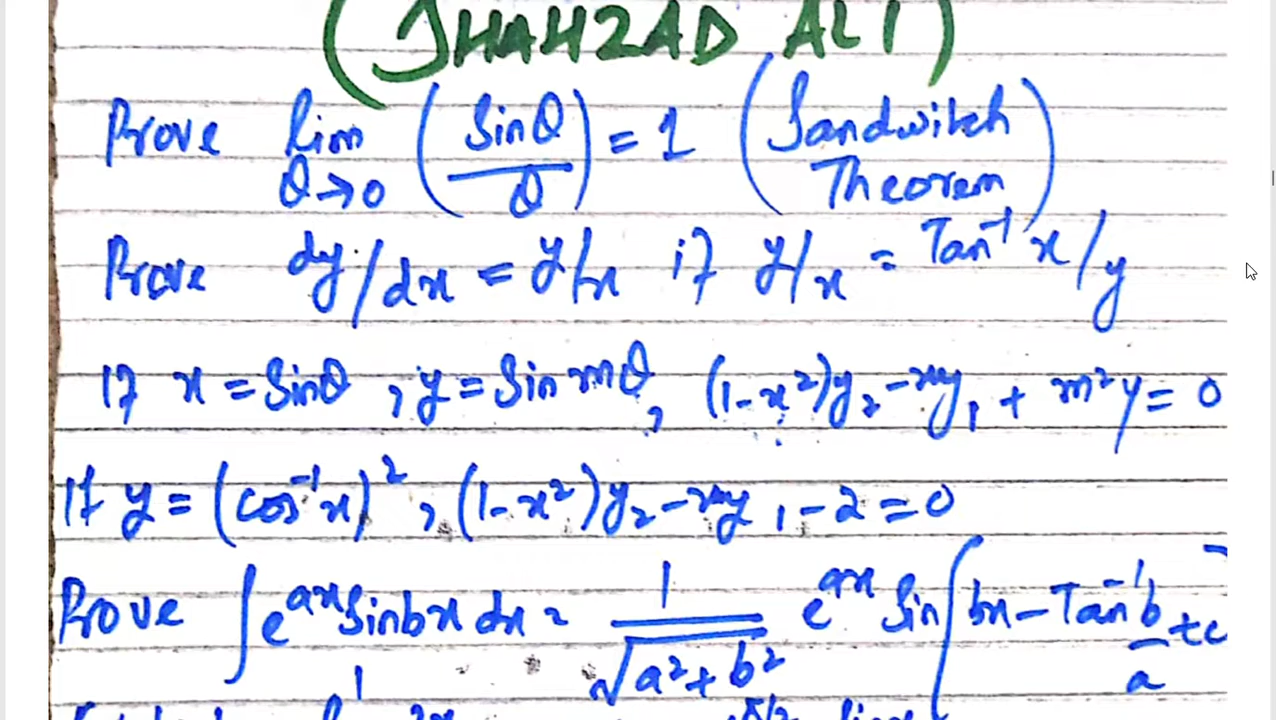 (SHAHZAD ALI)
Prove lim θ→0 (Sinθ/θ) = 1 (Sandwitch Theorem)
Prove dy/dx = y/x if y/x = Tan⁻¹ x/y
If x = Sinθ, y = Sin mθ, (1-x²)y₂ - xy₁ + m²y = 0
If y = (cos⁻¹x)², (1-x²)y₂ - xy₁ - 2 = 0
Prove ∫e^ax Sinbx dx = 1/√(a²+b²) e^ax Sin[bx - Tan⁻¹ b/a + c